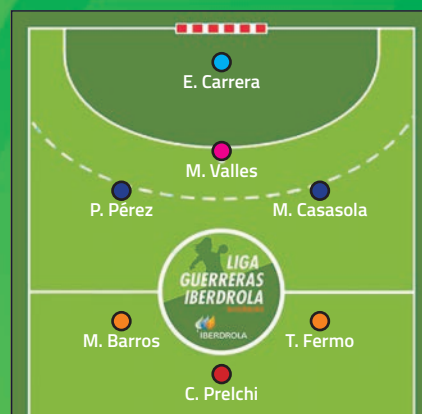 E. Carrera
M. Valles
P. Pérez
M. Casasola
LIGA
GUERRERAS
IBERDROLA
IBERDROLA
M. Barros
T. Fermo
C. Prelchi